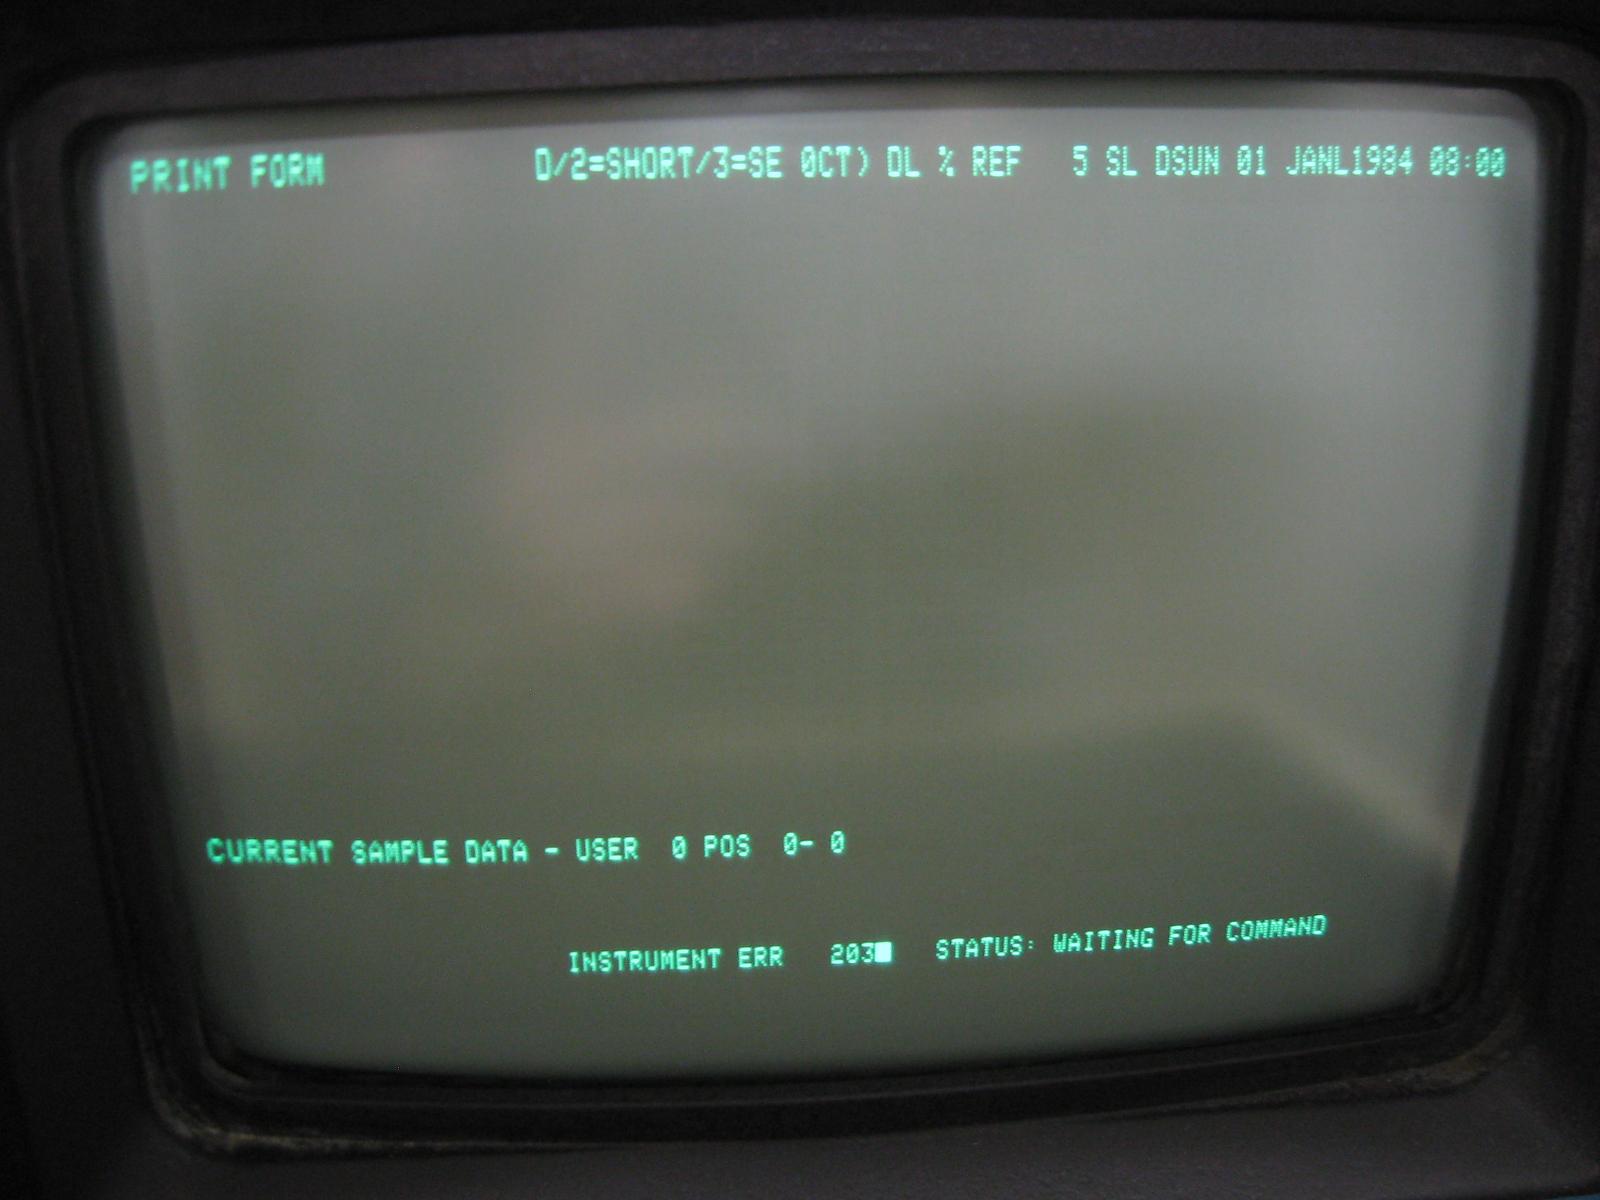 PRINT FORM D/2=SHORT/3=SE 0CT) DL % REF 5 SL DSUN 01 JANL1984 08:00
CURRENT SAMPLE DATA - USER 0 POS 0- 0
INSTRUMENT ERR 203 STATUS: WAITING FOR COMMAND